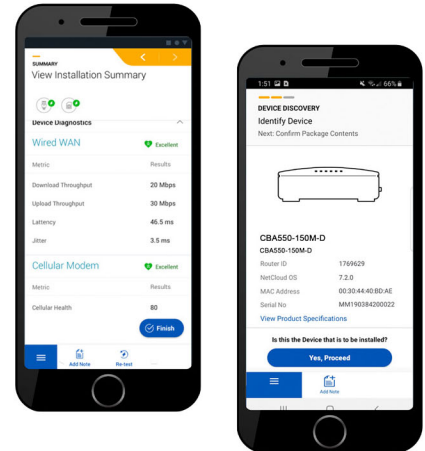 SUMMARY
View Installation Summary
Device Diagnostics
Wired WAN
Excellent
Metric
Results
Download Throughput
20 Mbps
Upload Throughput
30 Mbps
Lattency
46.5 ms
Jitter
3.5 ms
Cellular Modem
Excellent
Metric
Results
Cellular Health
80
Finish
Add Note
Re-test
1:51
66%
DEVICE DISCOVERY
Identify Device
Next: Confirm Package Contents
CBA550-150M-D
CBA550-150M-D
Router ID
1769629
NetCloud OS
7.2.0
MAC Address
00:30:44:40:BD:AE
Serial No
MM190384200022
View Product Specifications
Is this the Device that is to be installed?
Yes, Proceed
Add Note